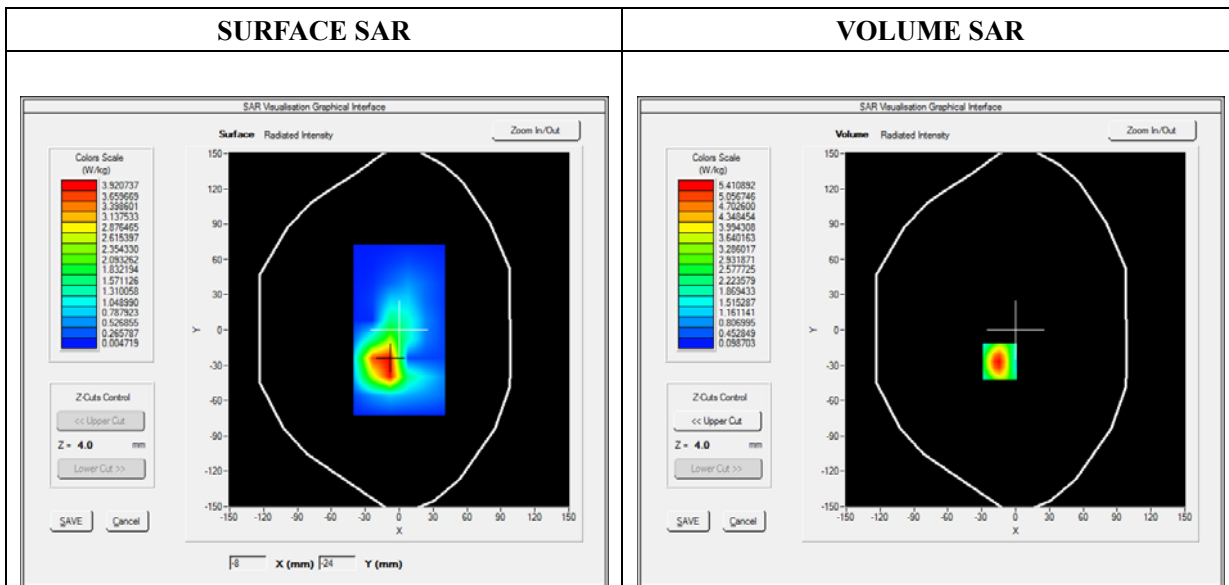 SURFACE SAR
SAR Visualisation Graphical Interface
Surface Radiated Intensity
Zoom In/Out
Colors Scale
(W/kg)
3.920737
3.659669
3.398601
3.137533
2.876465
2.615397
2.354330
2.093262
1.832194
1.571126
1.310058
1.048990
0.787923
0.526855
0.265787
0.004719
Z-Cuts Control
<< Upper Cut
Z = 4.0 mm
Lower Cut >>
SAVE Cancel
150
120
90
60
30
0
-30
-60
-90
-120
-150
Y
-150 -120 -90 -60 -30 0 30 60 90 120 150
X
-8 X (mm) -24 Y (mm)
VOLUME SAR
SAR Visualisation Graphical Interface
Volume Radiated Intensity
Zoom In/Out
Colors Scale
(W/kg)
5.410892
5.056746
4.702600
4.348454
3.994308
3.640163
3.286017
2.931871
2.577725
2.223579
1.869433
1.515287
1.161141
0.806995
0.452849
0.098703
Z-Cuts Control
<< Upper Cut
Z = 4.0 mm
Lower Cut >>
SAVE Cancel
150
120
90
60
30
0
-30
-60
-90
-120
-150
Y
-150 -120 -90 -60 -30 0 30 60 90 120 150
X